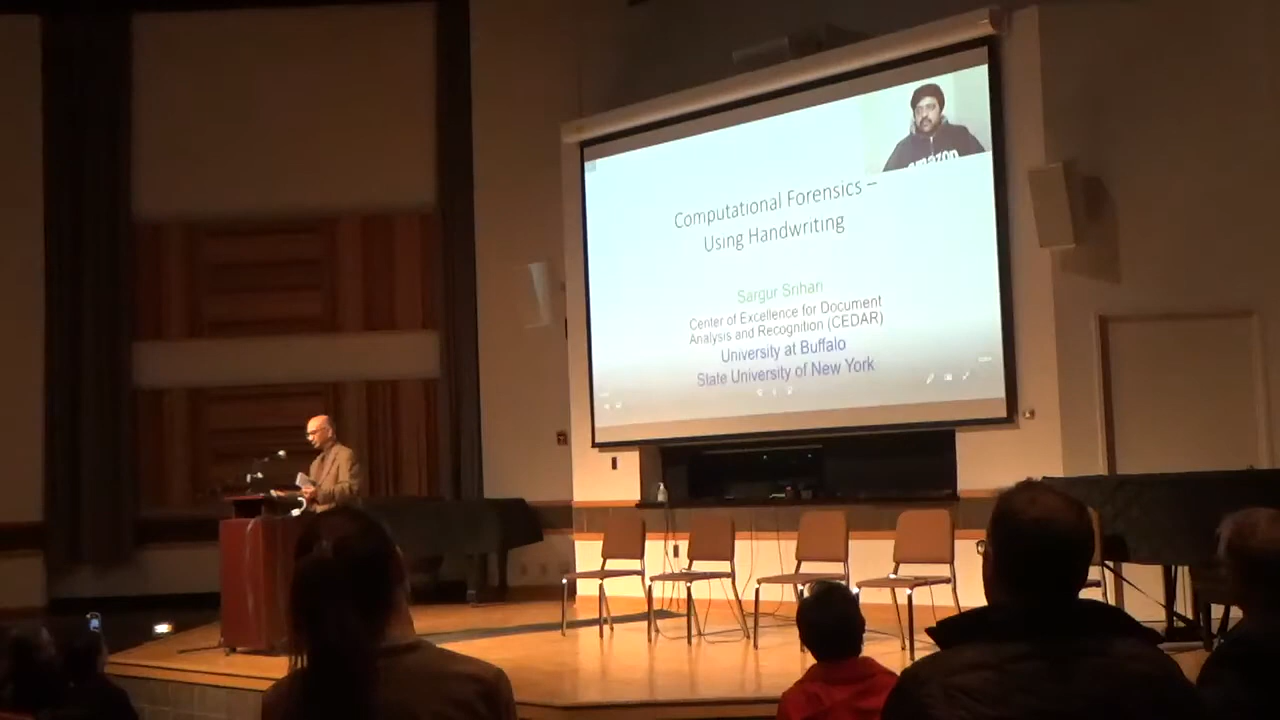 amazon
Computational Forensics –
Using Handwriting
Sargur Srihari
Center of Excellence for Document
Analysis and Recognition (CEDAR)
University at Buffalo
State University of New York